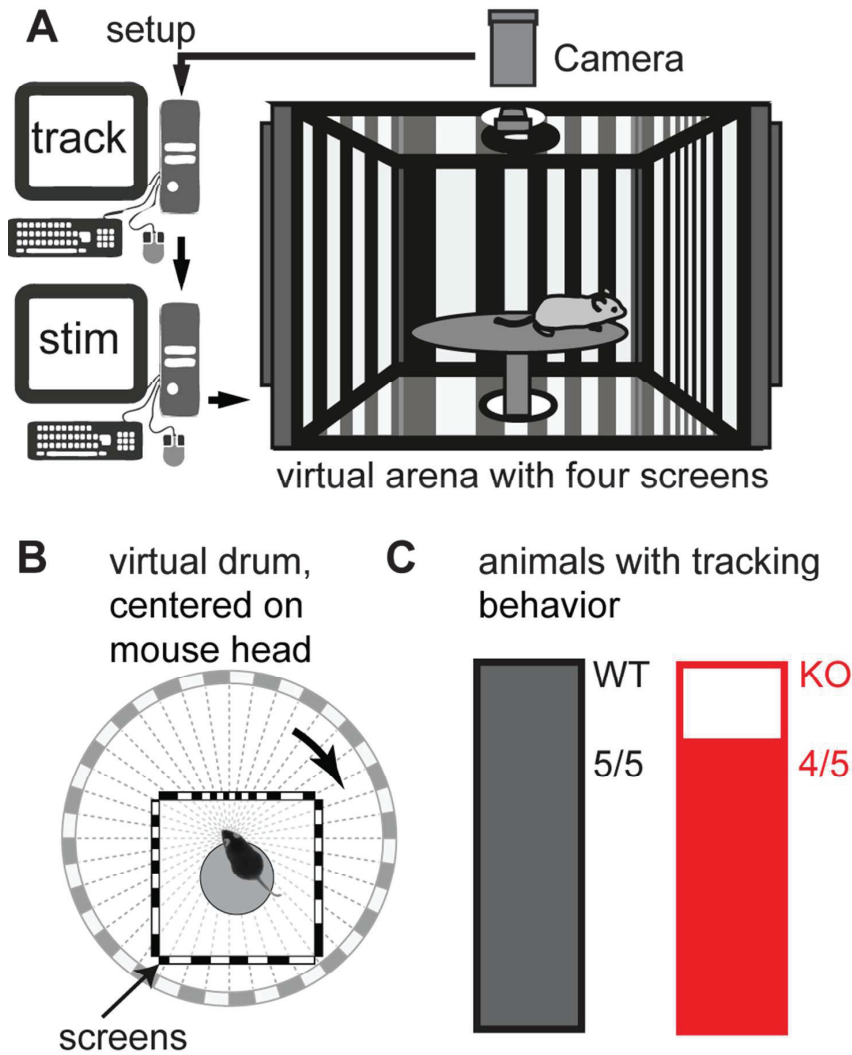 A setup
Camera
track
stim
virtual arena with four screens
B virtual drum,
centered on
mouse head
screens
C animals with tracking
behavior
WT
5/5
KO
4/5